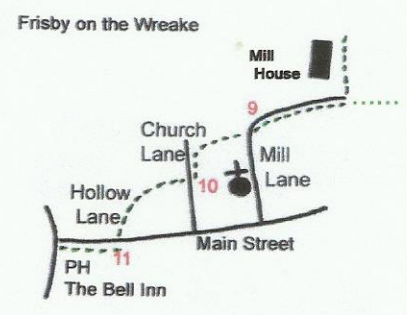 Frisby on the Wreake
Mill
House
9
Church
Lane
Mill
Lane
10
Hollow
Lane
Main Street
11
PH
The Bell Inn